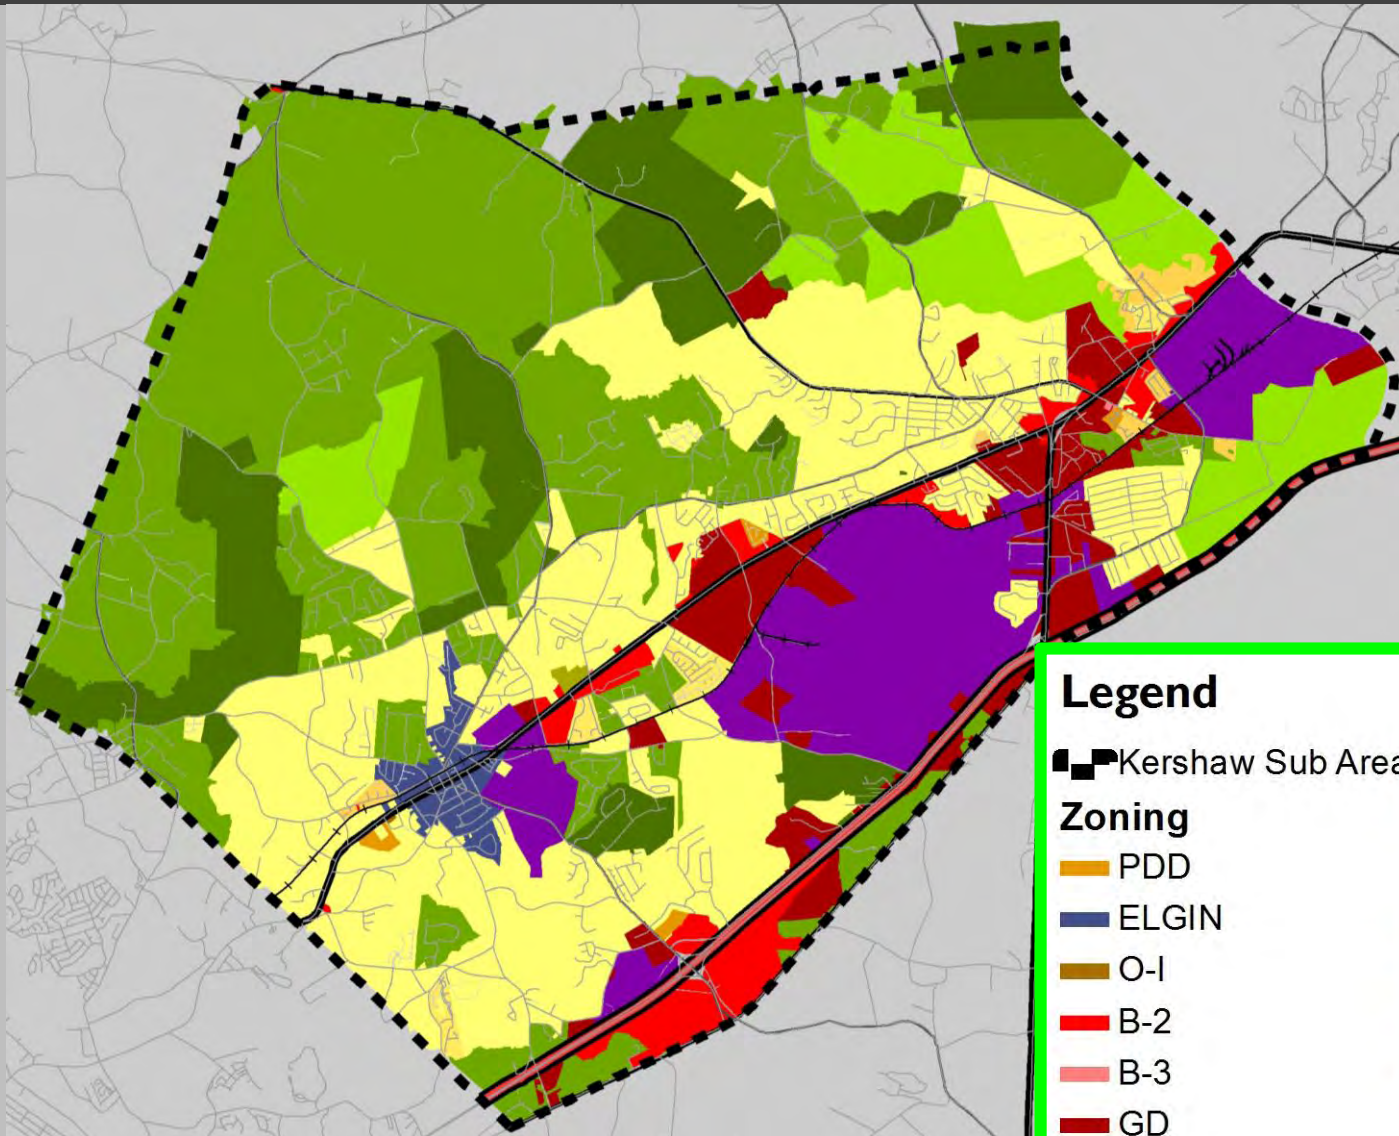 Legend
Kershaw Sub Area
Zoning
PDD
ELGIN
O-I
B-2
B-3
GD